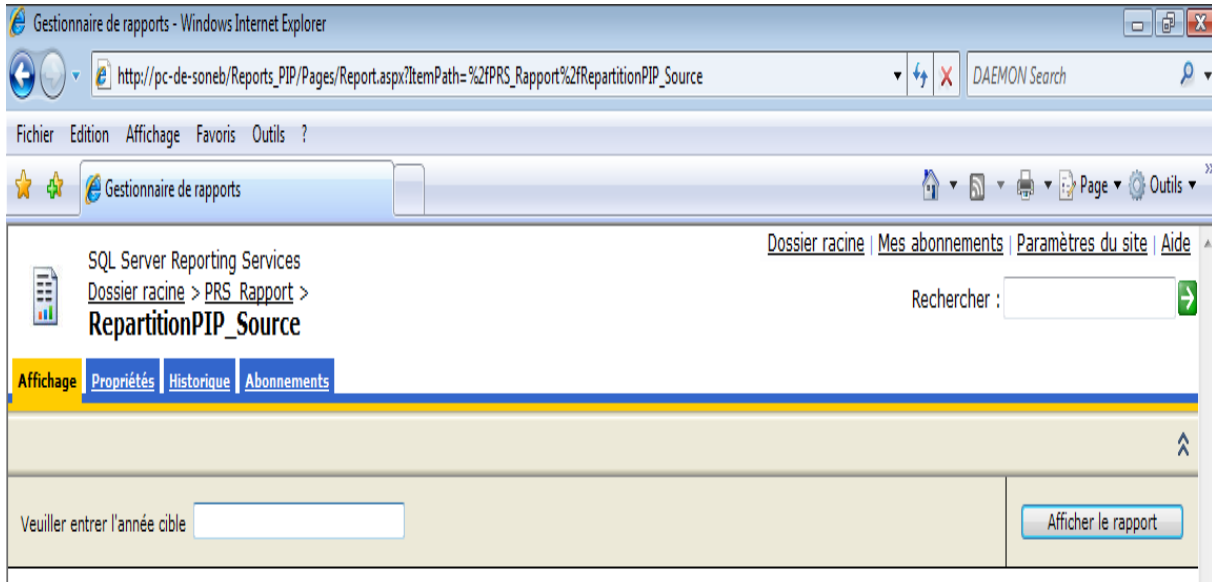 Gestionnaire de rapports - Windows Internet Explorer
http://pc-de-soneb/Reports_PIP/Pages/Report.aspx?ItemPath=%2fPRS_Rapport%2fRepartitionPIP_Source
DAEMON Search
Fichier Edition Affichage Favoris Outils ?
Gestionnaire de rapports
Page Outils
Dossier racine | Mes abonnements | Paramètres du site | Aide
SQL Server Reporting Services
Dossier racine > PRS_Rapport >
RepartitionPIP_Source
Rechercher :
Affichage Propriétés Historique Abonnements
Veuiller entrer l'année cible
Afficher le rapport